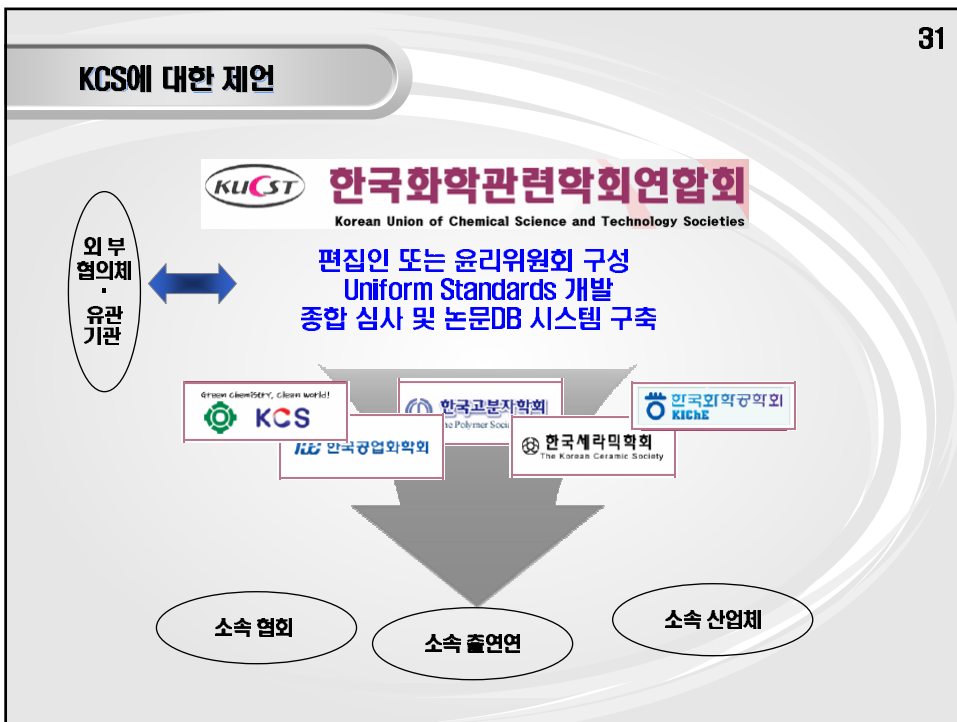 31
KCS에 대한 제언
KUCST 한국화학관련학회연합회
Korean Union of Chemical Science and Technology Societies
외 부
협의체
·
유관
기관
편집인 또는 윤리위원회 구성
Uniform Standards 개발
종합 심사 및 논문DB 시스템 구축
Green Chemistry, Clean World!
KCS
한국고분자학회
The Polymer Soci
한국화학공학회
KIChE
한국공업화학회
한국세라믹학회
The Korean Ceramic Society
소속 협회
소속 출연연
소속 산업체